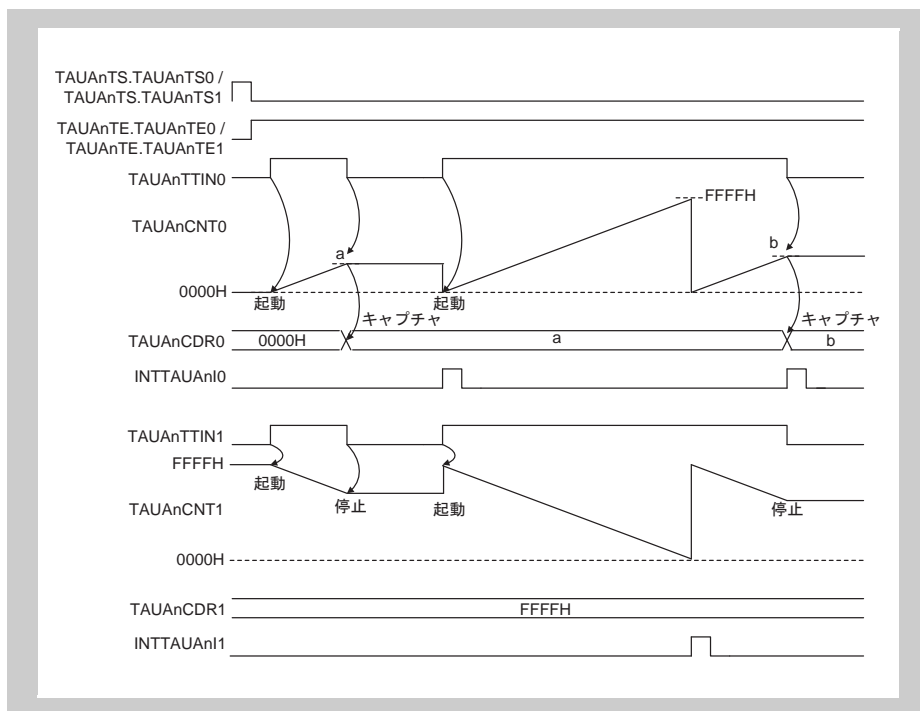 TAUAnTS.TAUAnTS0 /
TAUAnTS.TAUAnTS1
TAUAnTE.TAUAnTE0 /
TAUAnTE.TAUAnTE1
TAUAnTTIN0
FFFFH
TAUAnCNT0
a
b
0000H
起動
起動
キャプチャ
キャプチャ
TAUAnCDR0
0000H
a
b
INTTAUAnI0
TAUAnTTIN1
FFFFH
起動
TAUAnCNT1
停止
起動
停止
0000H
TAUAnCDR1
FFFFH
INTTAUAnI1